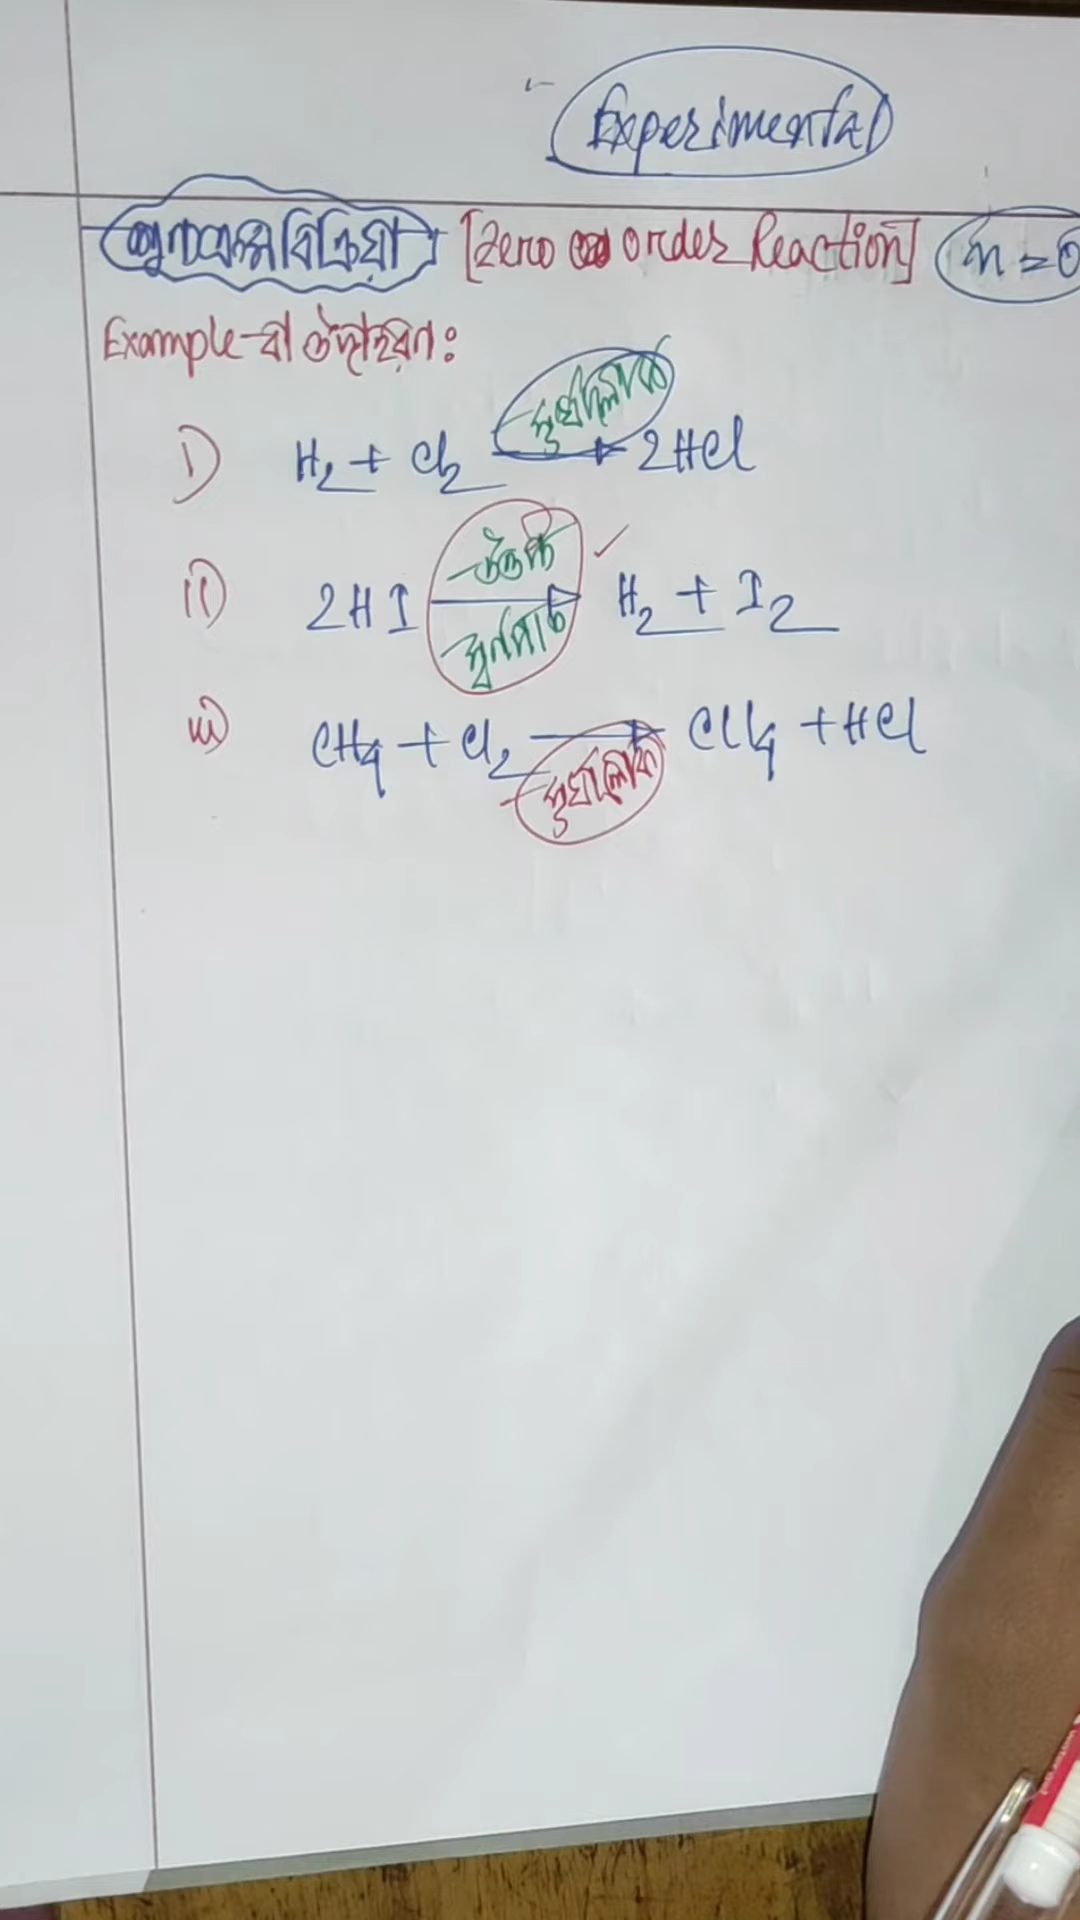 Experimental
শূন্যক্রম বিক্রিয়া [Zero order Reaction] n = 0
Example বা উদাহরণ :
i) H2 + Cl2 সূর্যালোক 2HCl
ii) 2HI উত্তপ্ত স্বর্ণপাত H2 + I2
iii) CH4 + Cl2 সূর্যালোক CCl4 + HCl